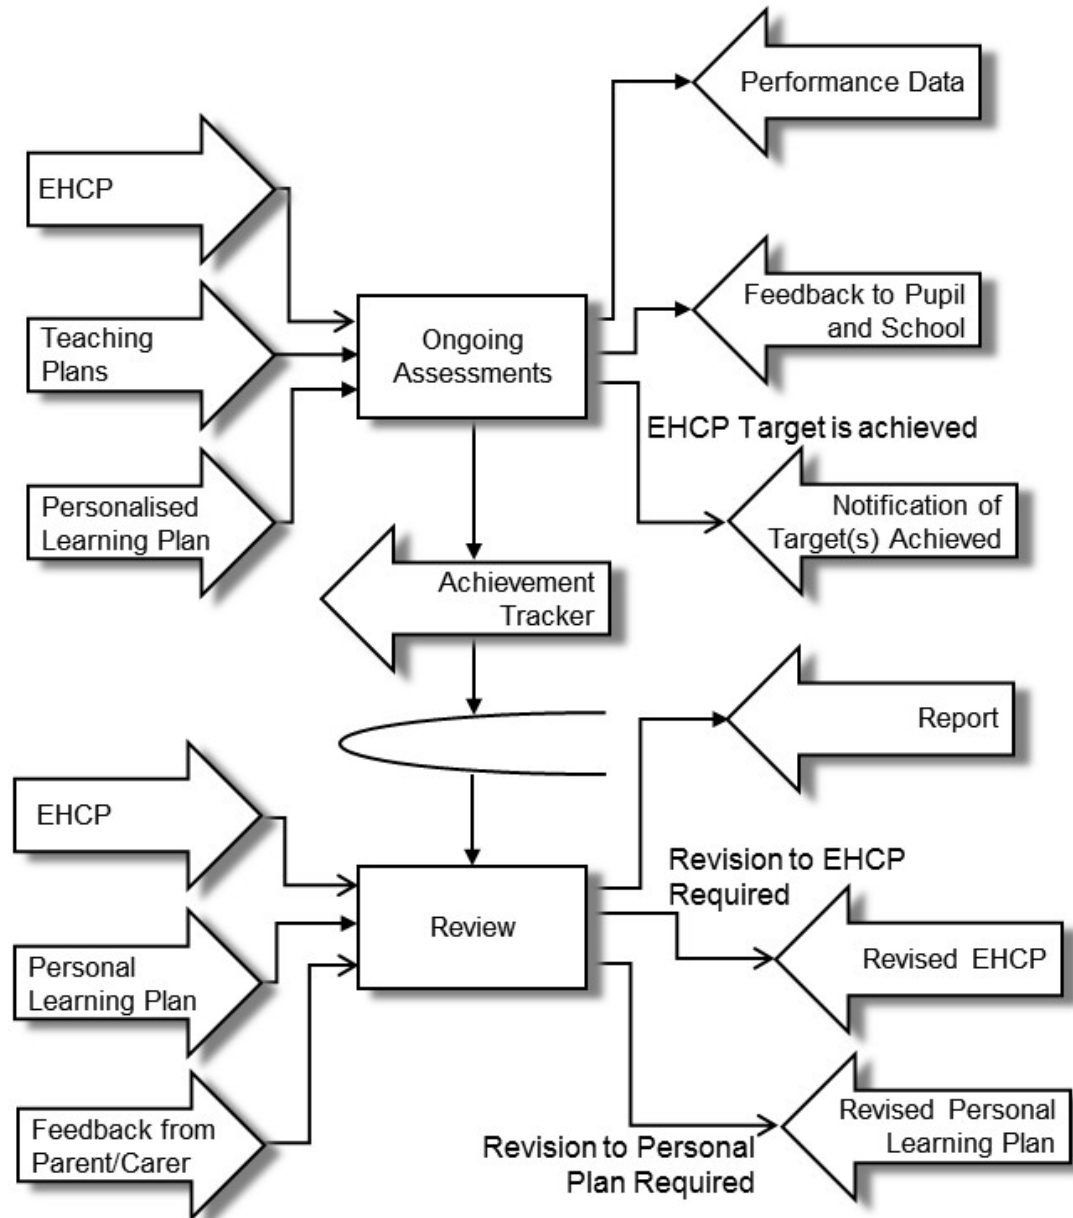 Performance Data
EHCP
Feedback to Pupil
and School
Teaching
Plans
Ongoing
Assessments
EHCP Target is achieved
Personalised
Learning Plan
Notification of
Target(s) Achieved
Achievement
Tracker
Report
EHCP
Revision to EHCP
Required
Review
Personal
Learning Plan
Revised EHCP
Feedback from
Parent/Carer
Revision to Personal
Plan Required
Revised Personal
Learning Plan